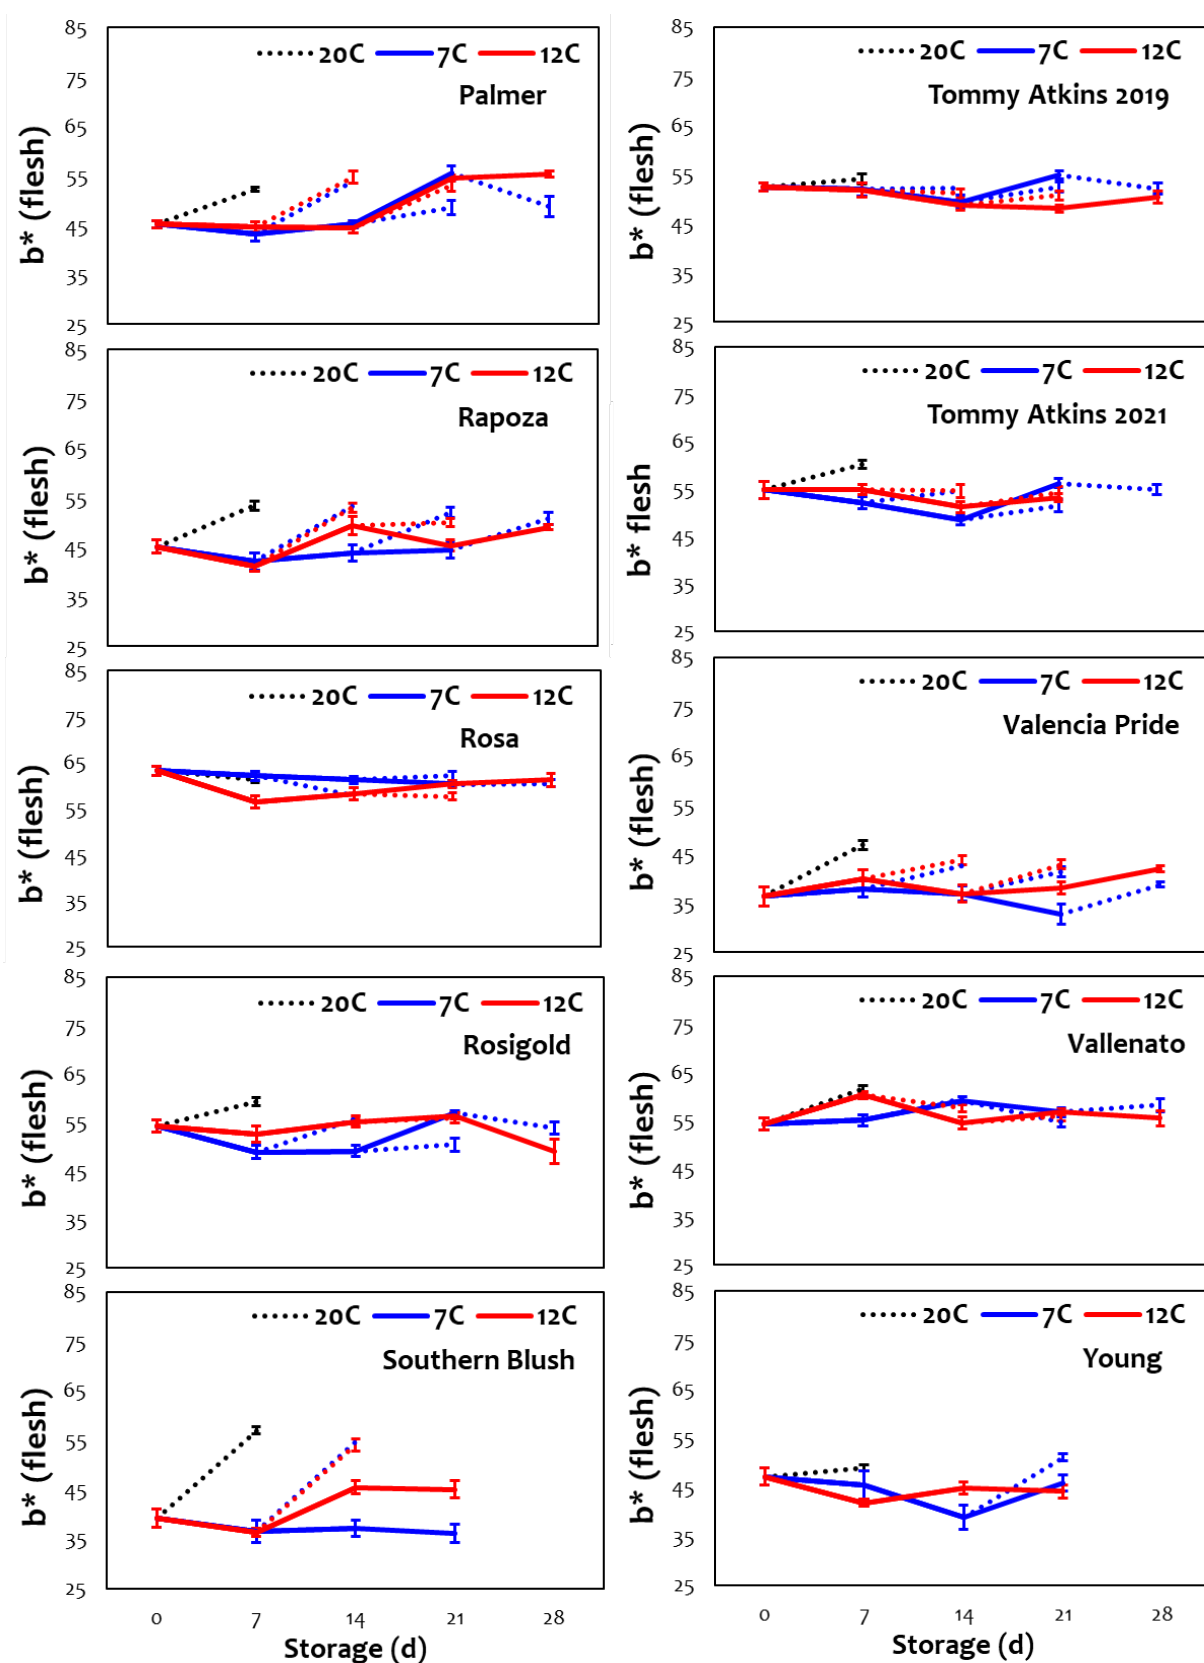 85
75
65
55
45
35
25
b* (flesh)
20C 7C 12C
Palmer
85
75
65
55
45
35
25
b* (flesh)
20C 7C 12C
Tommy Atkins 2019
85
75
65
55
45
35
25
b* (flesh)
20C 7C 12C
Rapoza
85
75
65
55
45
35
25
b* flesh
20C 7C 12C
Tommy Atkins 2021
85
75
65
55
45
35
25
b* (flesh)
20C 7C 12C
Rosa
85
75
65
55
45
35
25
b* (flesh)
20C 7C 12C
Valencia Pride
85
75
65
55
45
35
25
b* (flesh)
20C 7C 12C
Rosigold
85
75
65
55
45
35
25
b* (flesh)
20C 7C 12C
Vallenato
85
75
65
55
45
35
25
b* (flesh)
20C 7C 12C
Southern Blush
0 7 14 21 28
Storage (d)
85
75
65
55
45
35
25
b* (flesh)
20C 7C 12C
Young
0 7 14 21 28
Storage (d)